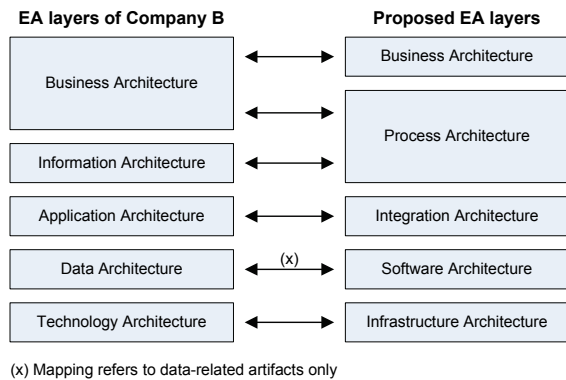 EA layers of Company B
Proposed EA layers
Business Architecture
Business Architecture
Process Architecture
Information Architecture
Application Architecture
Integration Architecture
(x)
Data Architecture
Software Architecture
Technology Architecture
Infrastructure Architecture
(x) Mapping refers to data-related artifacts only